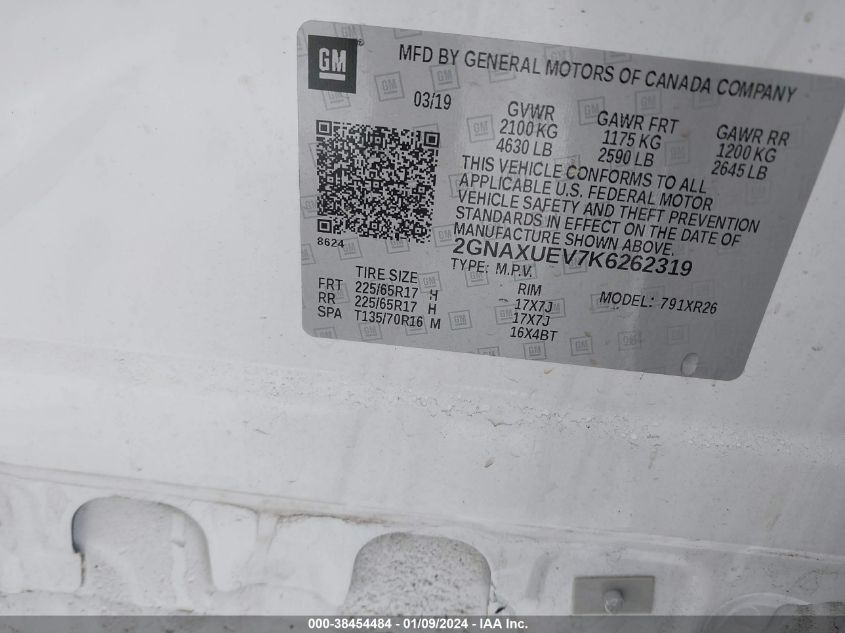 GM
MFD BY GENERAL MOTORS OF CANADA COMPANY
03/19
GVWR
2100 KG
4630 LB
GAWR FRT
1175 KG
2590 LB
GAWR RR
1200 KG
2645 LB
THIS VEHICLE CONFORMS TO ALL
APPLICABLE U.S. FEDERAL MOTOR
VEHICLE SAFETY AND THEFT PREVENTION
STANDARDS IN EFFECT ON THE DATE OF
MANUFACTURE SHOWN ABOVE.
8624
2GNAXUEV7K6262319
TYPE: M.P.V.
TIRE SIZE
RIM
FRT 225/65R17 H 17X7J
RR 225/65R17 H 17X7J
SPA T135/70R16 M 16X4BT
MODEL: 791XR26
000-38454484 - 01/09/2024 - IAA Inc.